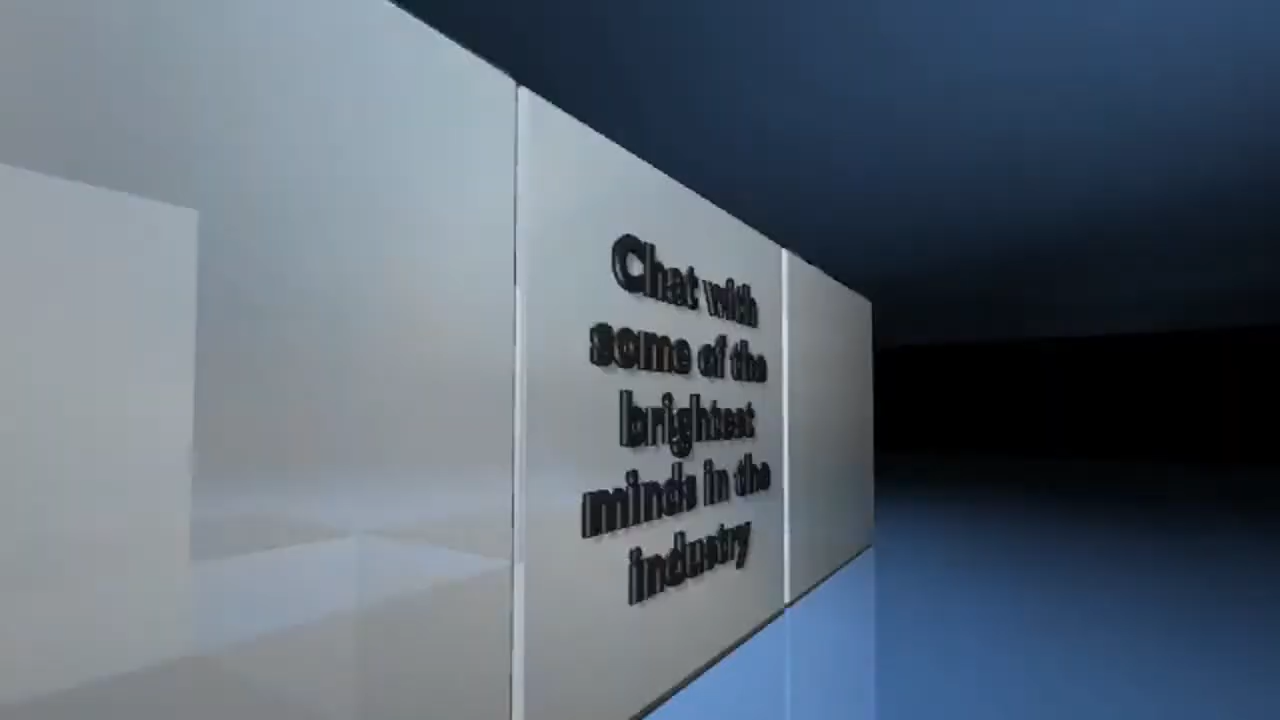 Chat with
some of the
brightest
minds in the
industry